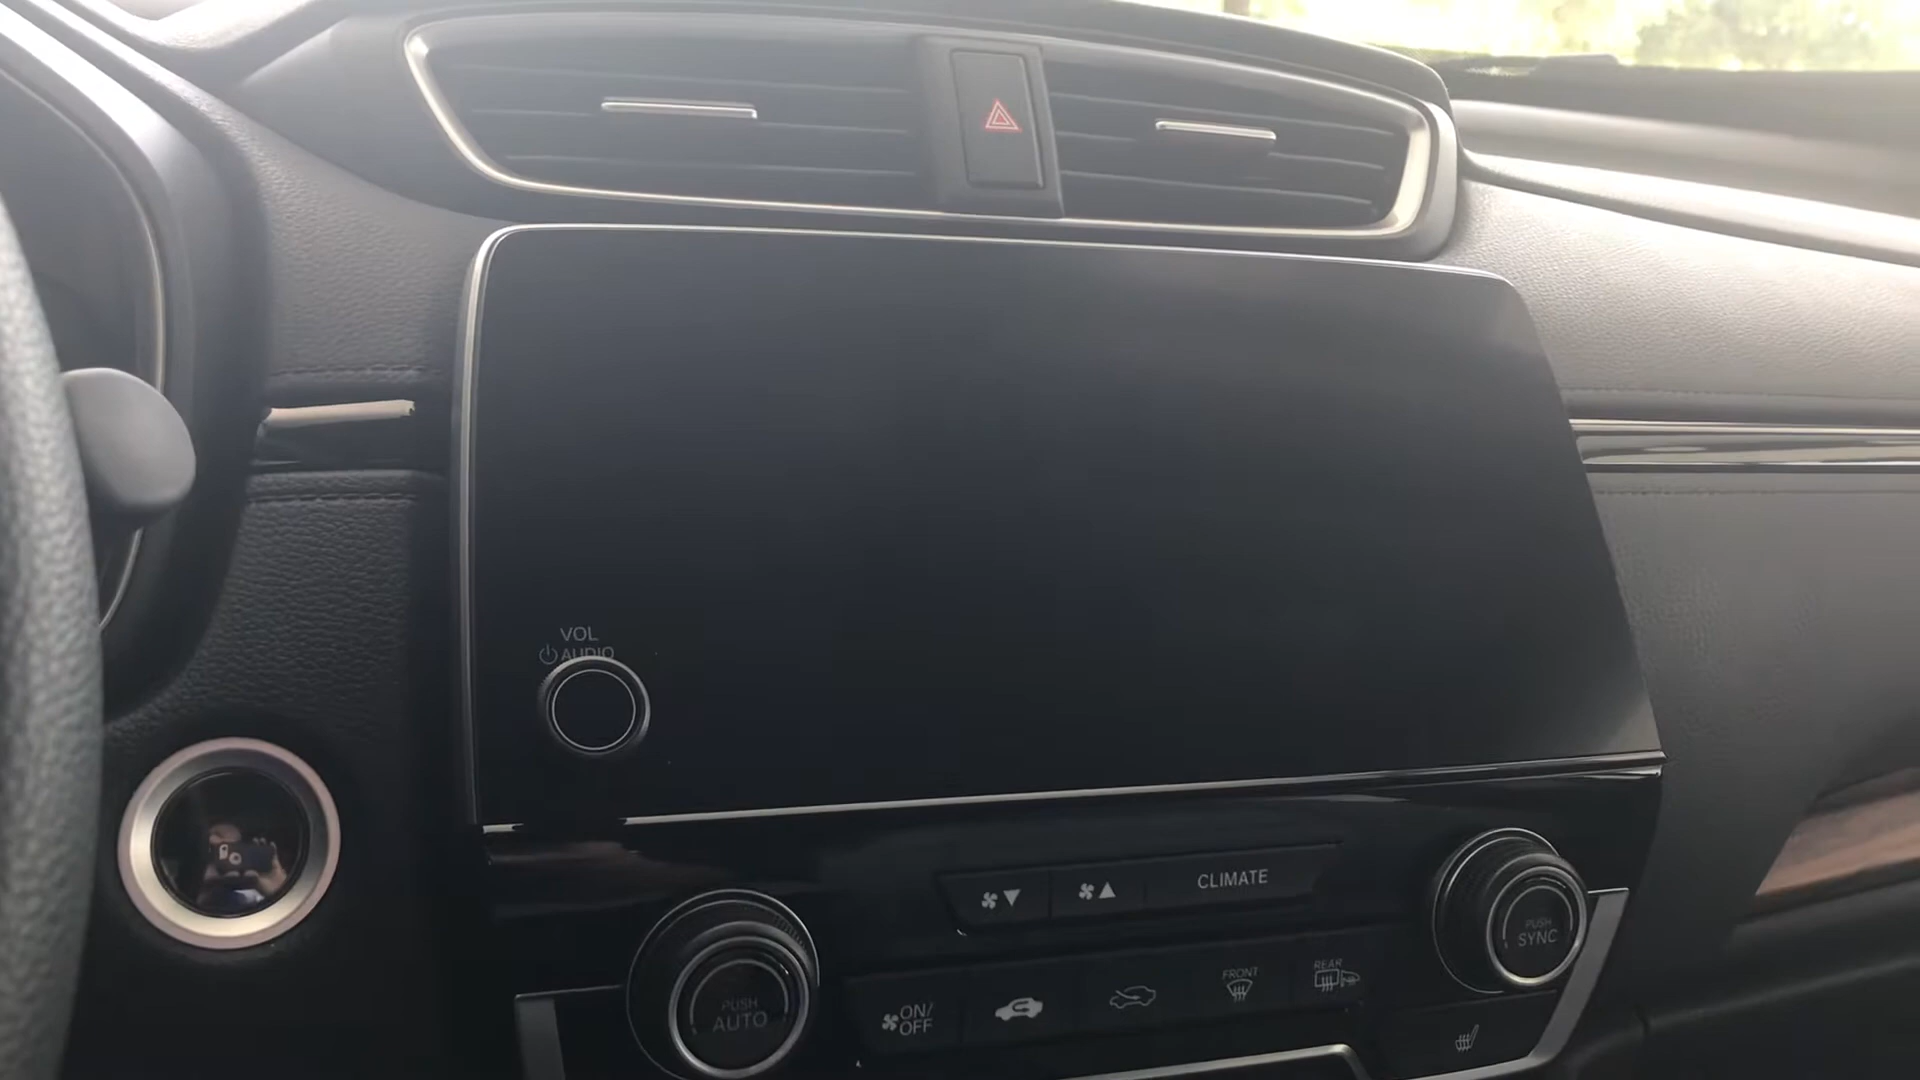 VOL
AUDIO
CLIMATE
PUSH
SYNC
PUSH
AUTO
ON/
OFF
FRONT
REAR